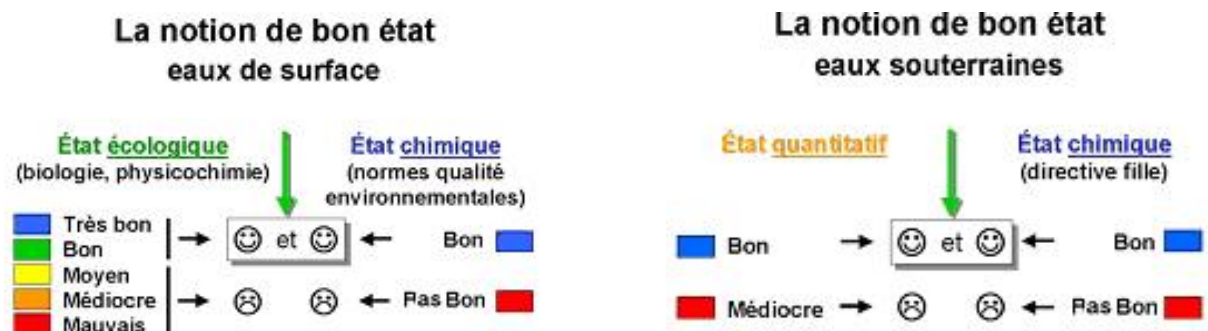 La notion de bon état
eaux de surface
État écologique
(biologie, physicochimie)
État chimique
(normes qualité
environnementales)
Très bon
Bon
Moyen
Médiocre
Mauvais
et
Bon
Pas Bon
La notion de bon état
eaux souterraines
État quantitatif
État chimique
(directive fille)
Bon
et
Bon
Médiocre
Pas Bon